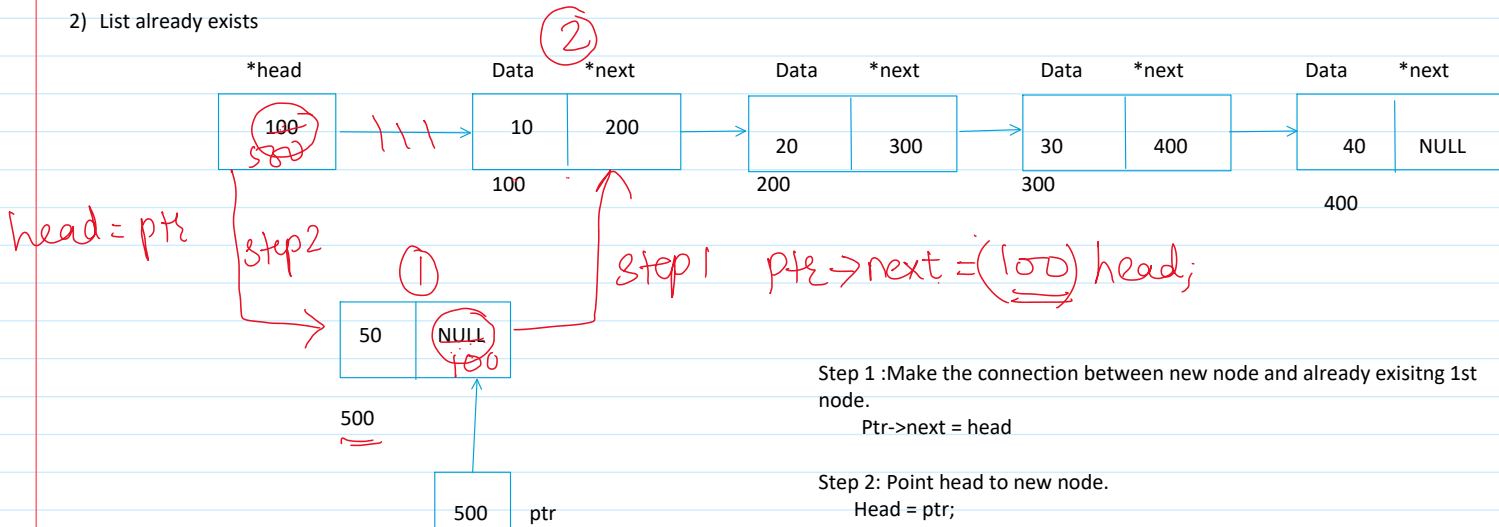 2) List already exists
2
*head Data *next Data *next Data *next Data *next
100 10 200 20 300 30 400 40 NULL
500
100 200 300 400
head = ptr
step2
1
step 1 ptr->next = (100) head;
50 NULL
100
500
500 ptr
Step 1 :Make the connection between new node and already exisitng 1st
node.
Ptr->next = head
Step 2: Point head to new node.
Head = ptr;